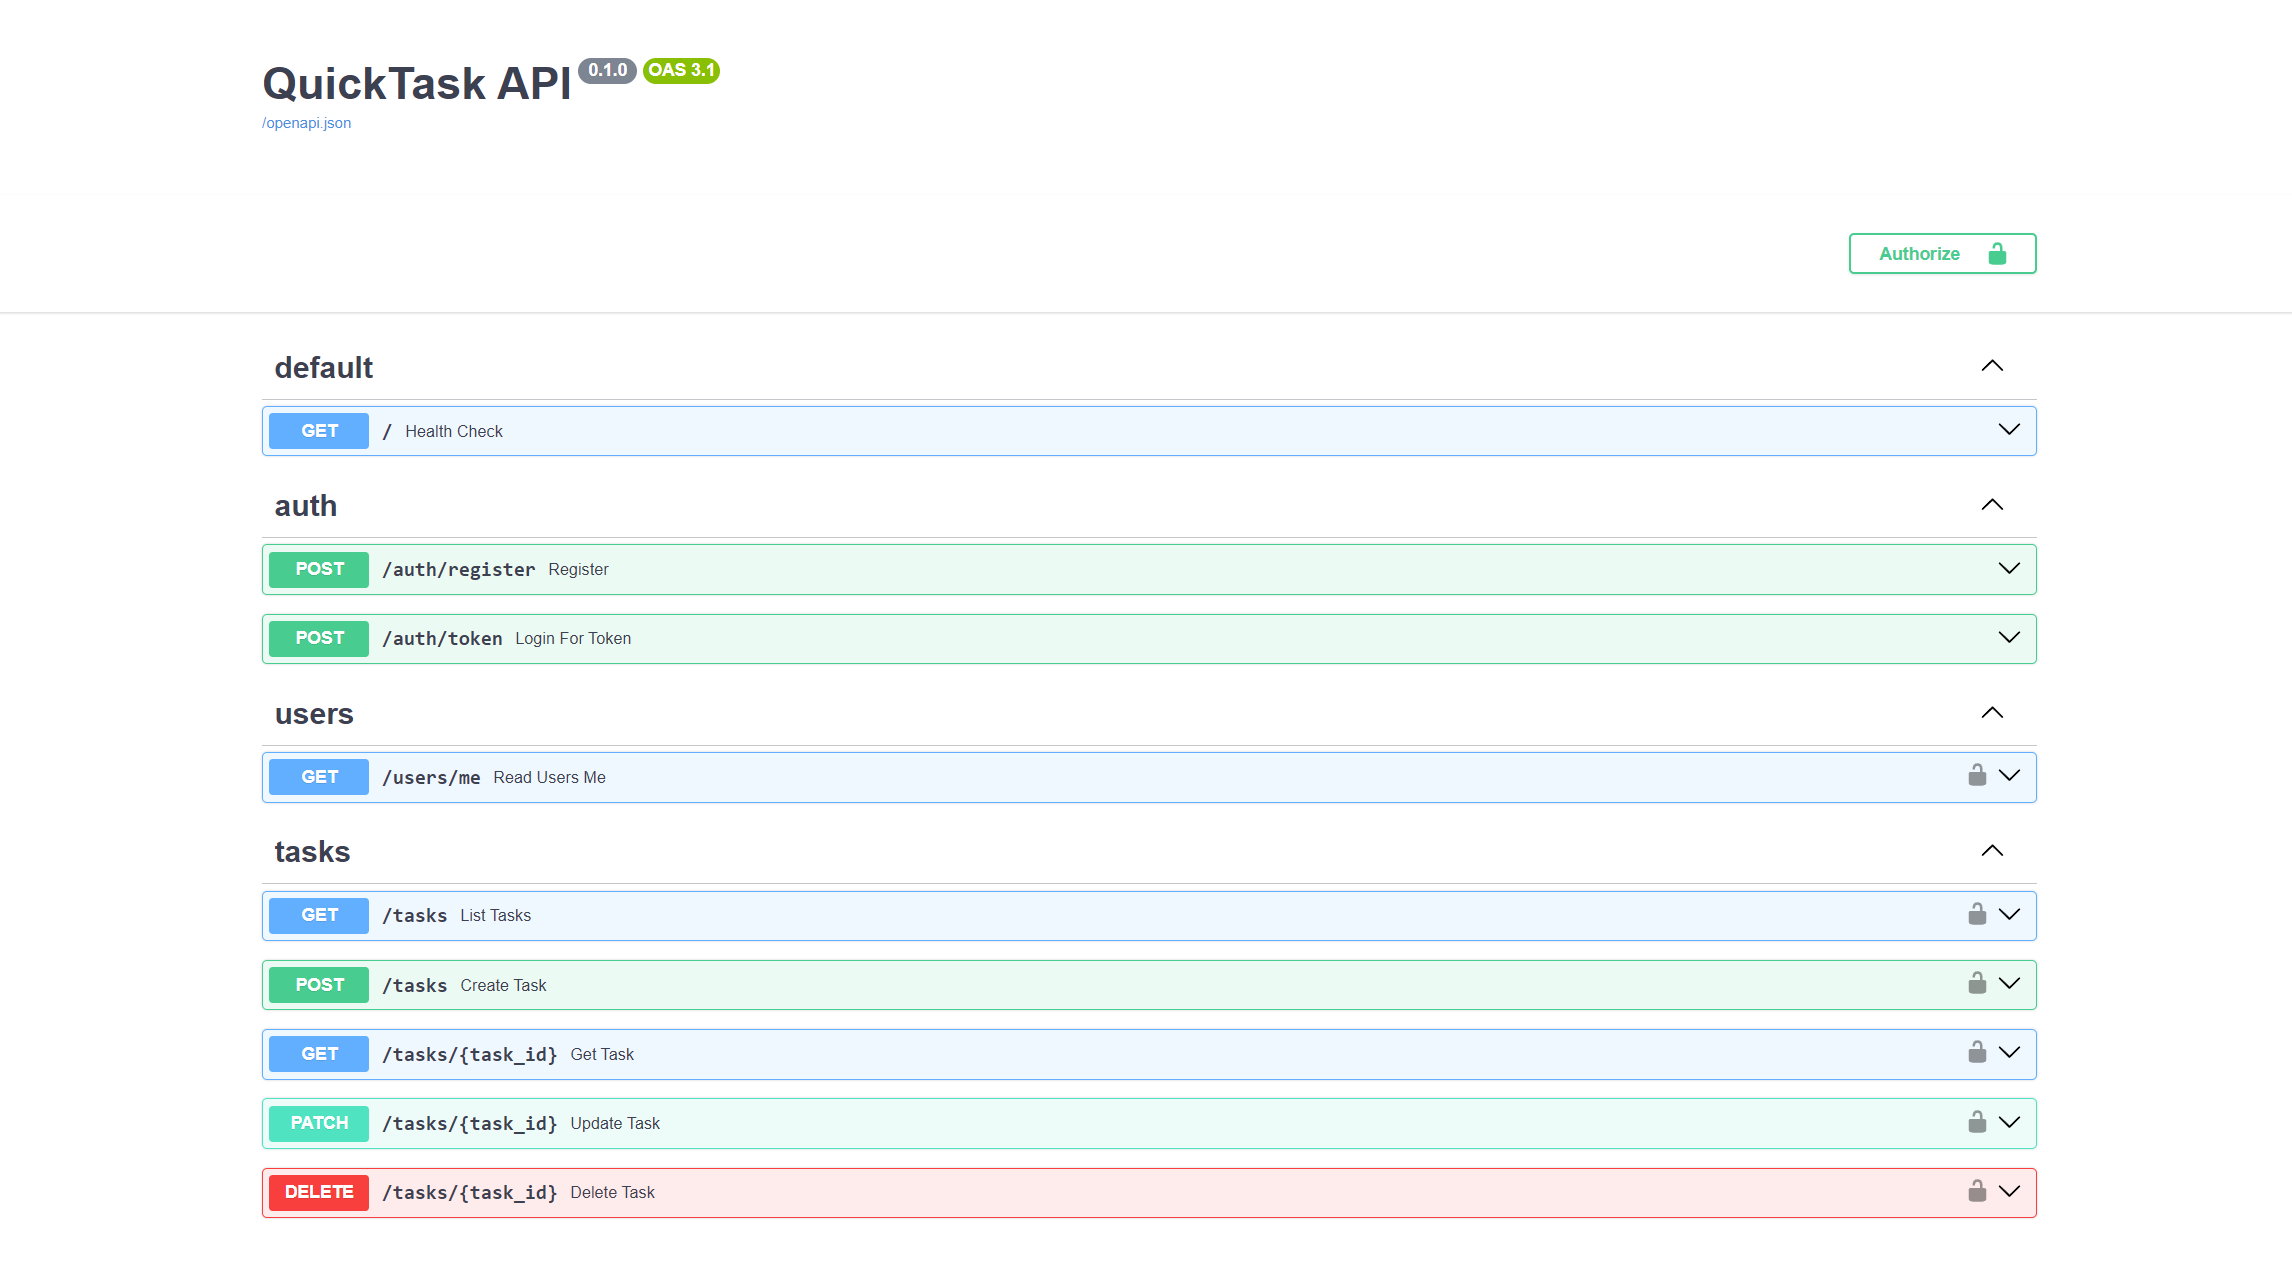 QuickTask API 0.1.0 OAS 3.1
/openapi.json
Authorize
default
GET / Health Check
auth
POST /auth/register Register
POST /auth/token Login For Token
users
GET /users/me Read Users Me
tasks
GET /tasks List Tasks
POST /tasks Create Task
GET /tasks/{task_id} Get Task
PATCH /tasks/{task_id} Update Task
DELETE /tasks/{task_id} Delete Task